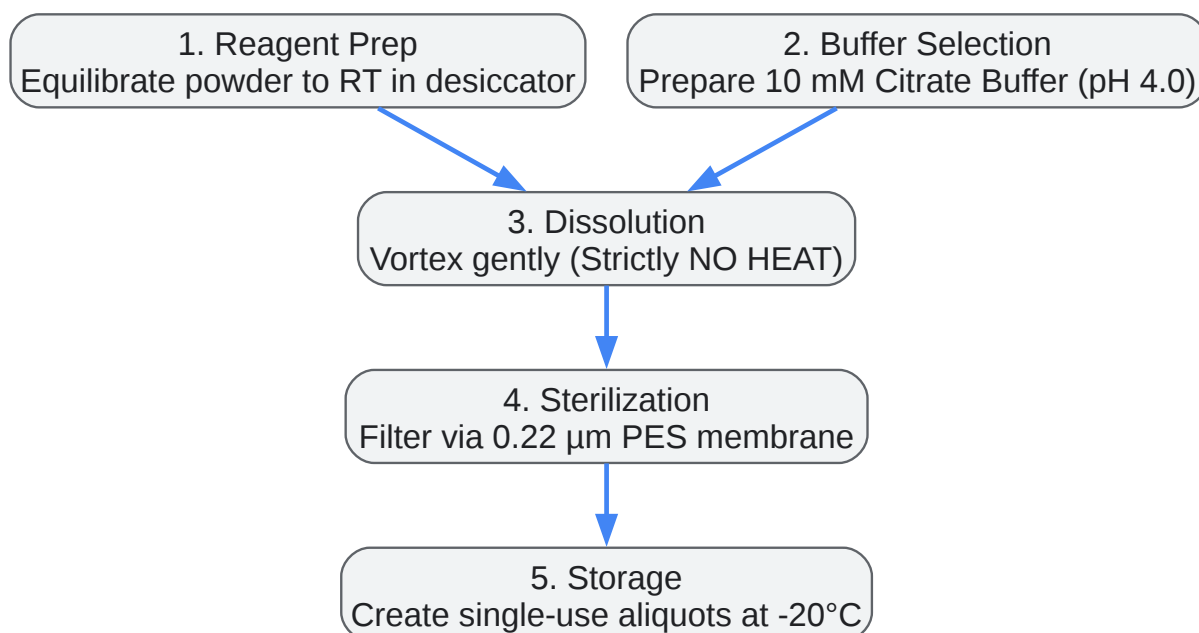 1. Reagent Prep
Equilibrate powder to RT in desiccator
2. Buffer Selection
Prepare 10 mM Citrate Buffer (pH 4.0)
3. Dissolution
Vortex gently (Strictly NO HEAT)
4. Sterilization
Filter via 0.22 µm PES membrane
5. Storage
Create single-use aliquots at -20°C